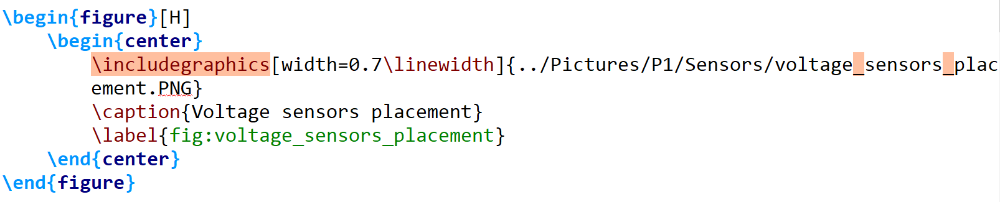 \begin{figure}[H]
\begin{center}
\includegraphics[width=0.7\linewidth]{../Pictures/P1/Sensors/voltage_sensors_plac
ement.PNG}
\caption{Voltage sensors placement}
\label{fig:voltage_sensors_placement}
\end{center}
\end{figure}